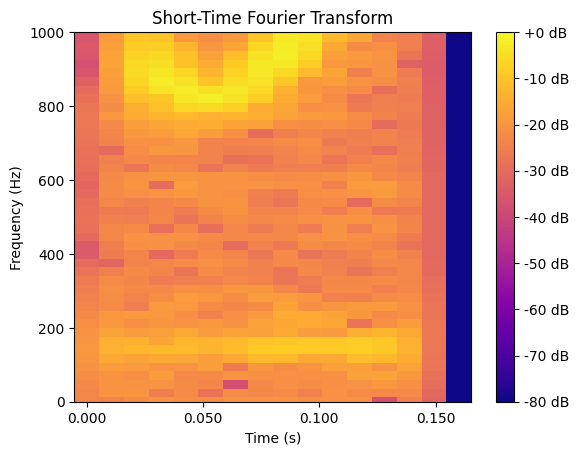 Short-Time Fourier Transform
Frequency (Hz)
1000
800
600
400
200
0
0.000
0.050
0.100
0.150
Time (s)
+0 dB
-10 dB
-20 dB
-30 dB
-40 dB
-50 dB
-60 dB
-70 dB
-80 dB